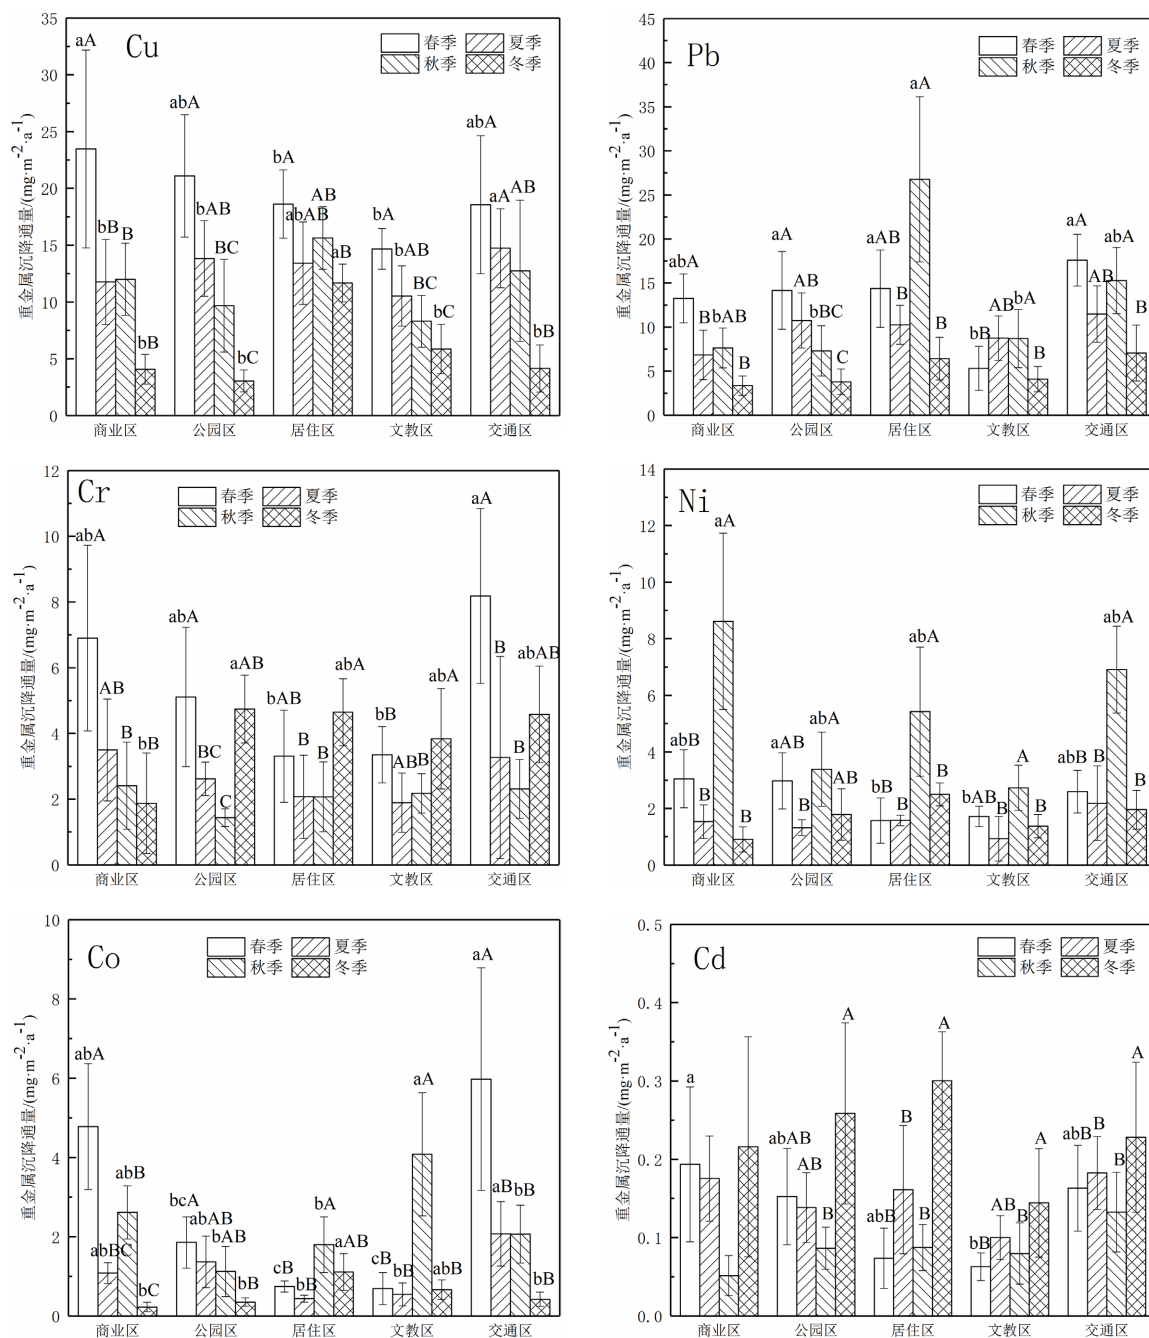 Cu
春季 夏季
秋季 冬季
重金属沉降通量/(mg·m⁻²·a⁻¹)
35
30
25
20
15
10
5
0
aA bB B bB
abA bAB BC bC
bA abAB AB aB
bA bAB BC bC
abA aA AB bB
商业区 公园区 居住区 文教区 交通区
Pb
春季 夏季
秋季 冬季
重金属沉降通量/(mg·m⁻²·a⁻¹)
45
40
35
30
25
20
15
10
5
0
abA B bAB B
aA AB bBC C
aAB B aA B
bB AB bA B
aA AB abA B
商业区 公园区 居住区 文教区 交通区
Cr
春季 夏季
秋季 冬季
重金属沉降通量/(mg·m⁻²·a⁻¹)
12
10
8
6
4
2
0
abA AB B bB
abA BC C aAB
bAB B B abA
bB AB B abA
aA B B abAB
商业区 公园区 居住区 文教区 交通区
Ni
春季 夏季
秋季 冬季
重金属沉降通量/(mg·m⁻²·a⁻¹)
14
12
10
8
6
4
2
0
abB B aA B
aAB B abA AB
bB B abA B
bAB B A B
abB B abA B
商业区 公园区 居住区 文教区 交通区
Co
春季 夏季
秋季 冬季
重金属沉降通量/(mg·m⁻²·a⁻¹)
10
8
6
4
2
0
abA abBC abB bC
bcA abAB bAB bB
cB bB bA aAB
cB bB aA abB
aA aB bB bB
商业区 公园区 居住区 文教区 交通区
Cd
春季 夏季
秋季 冬季
重金属沉降通量/(mg·m⁻²·a⁻¹)
0.5
0.4
0.3
0.2
0.1
0.0
a
abAB AB B A
abB B B A
bB AB B A
abB B B A
商业区 公园区 居住区 文教区 交通区